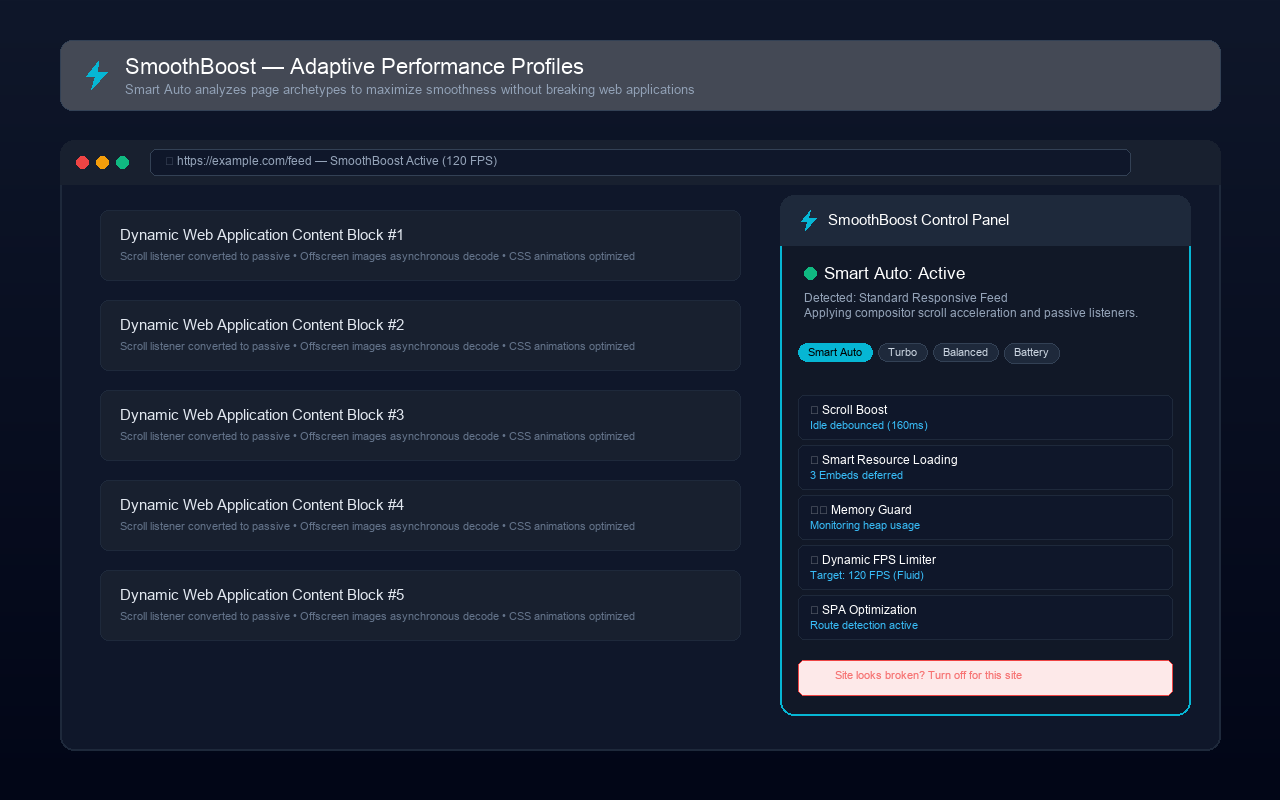 SmoothBoost — Adaptive Performance Profiles
Smart Auto analyzes page archetypes to maximize smoothness without breaking web applications
https://example.com/feed — SmoothBoost Active (120 FPS)
Dynamic Web Application Content Block #1
Scroll listener converted to passive • Offscreen images asynchronous decode • CSS animations optimized
Dynamic Web Application Content Block #2
Scroll listener converted to passive • Offscreen images asynchronous decode • CSS animations optimized
Dynamic Web Application Content Block #3
Scroll listener converted to passive • Offscreen images asynchronous decode • CSS animations optimized
Dynamic Web Application Content Block #4
Scroll listener converted to passive • Offscreen images asynchronous decode • CSS animations optimized
Dynamic Web Application Content Block #5
Scroll listener converted to passive • Offscreen images asynchronous decode • CSS animations optimized
SmoothBoost Control Panel
Smart Auto: Active
Detected: Standard Responsive Feed
Applying compositor scroll acceleration and passive listeners.
Smart Auto Turbo Balanced Battery
Scroll Boost
Idle debounced (160ms)
Smart Resource Loading
3 Embeds deferred
Memory Guard
Monitoring heap usage
Dynamic FPS Limiter
Target: 120 FPS (Fluid)
SPA Optimization
Route detection active
Site looks broken? Turn off for this site